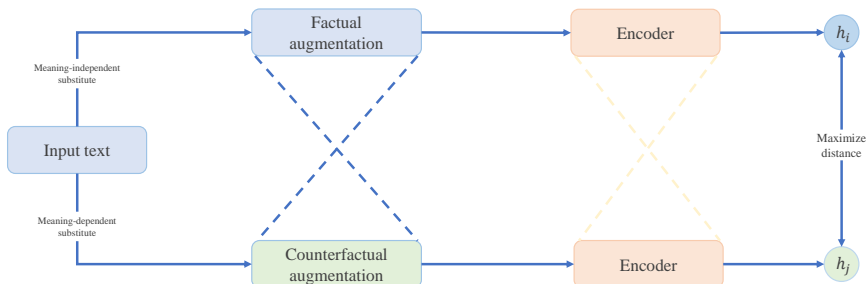 Factual
augmentation
Encoder
h_i
Meaning-independent
substitute
Input text
Maximize
distance
Meaning-dependent
substitute
Counterfactual
augmentation
Encoder
h_j